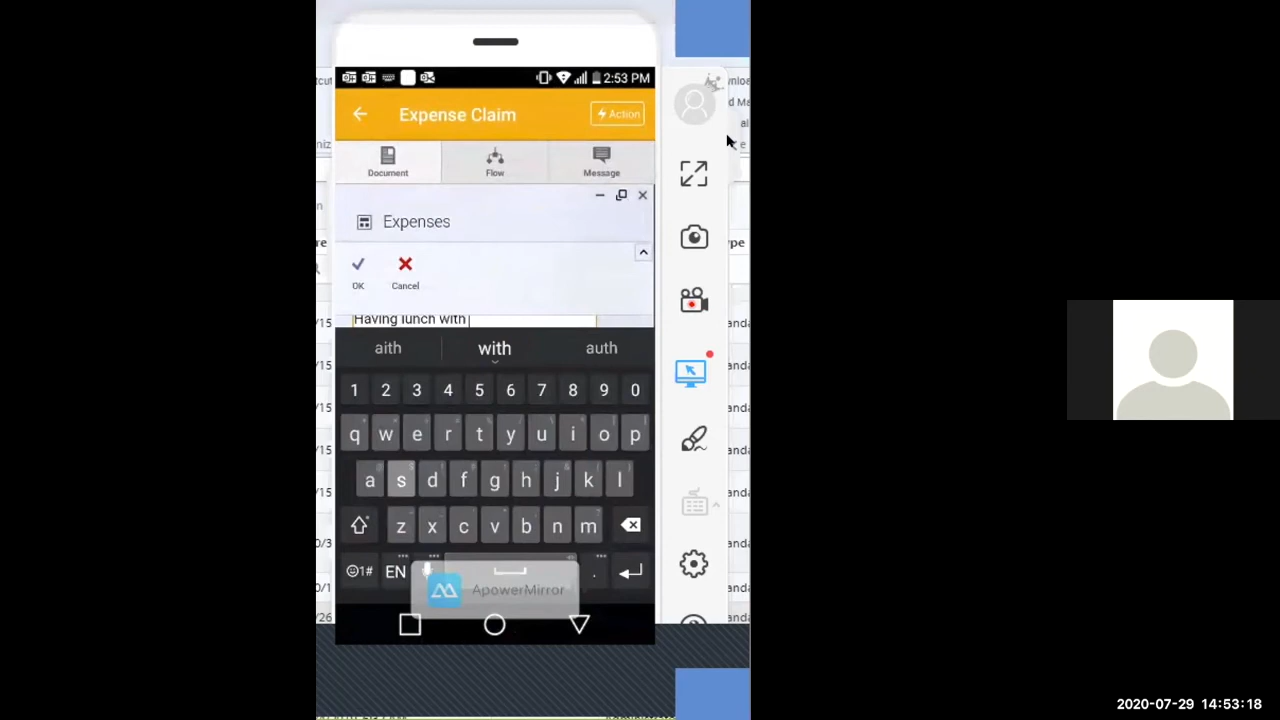 2:53 PM
Expense Claim
Action
Document Flow Message
Expenses
OK Cancel
Having lunch with
aith with auth
1 2 3 4 5 6 7 8 9 0
q w e r t y u i o p
a s d f g h j k l
z x c v b n m
1# EN .
ApowerMirror
2020-07-29 14:53:18